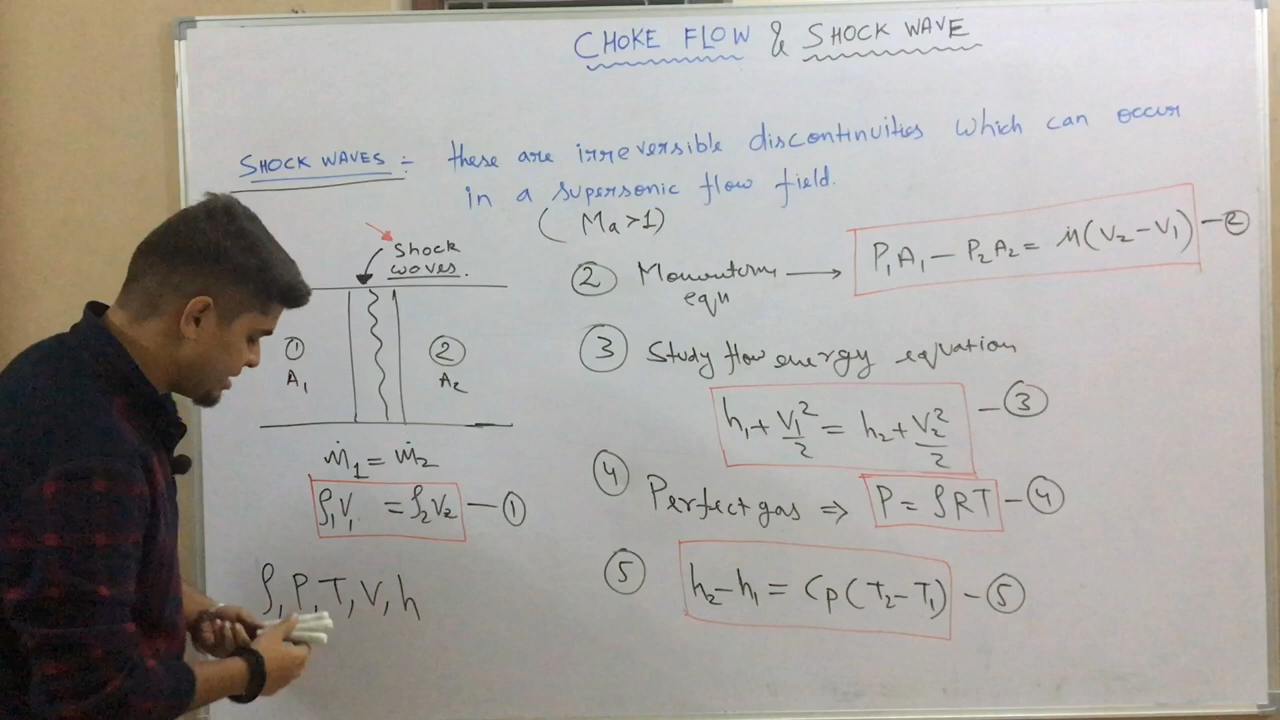 CHOKE FLOW & SHOCK WAVE
SHOCK WAVES :- these are irreversible discontinuities which can occur
in a supersonic flow field.
( Ma>1)
Shock
waves.
① ②
A₁ A₂
ṁ₁ = ṁ₂
ρ₁V₁ = ρ₂V₂ — ①
ρ, P, T, V, h
② Momentum → P₁A₁ — P₂A₂ = ṁ(V₂-V₁) — ②
equ
③ Study flow energy equation
h₁ + V₁²/2 = h₂ + V₂²/2 — ③
④ Perfect gas ⇒ P = ρRT — ④
⑤ h₂-h₁ = Cp(T₂-T₁) — ⑤